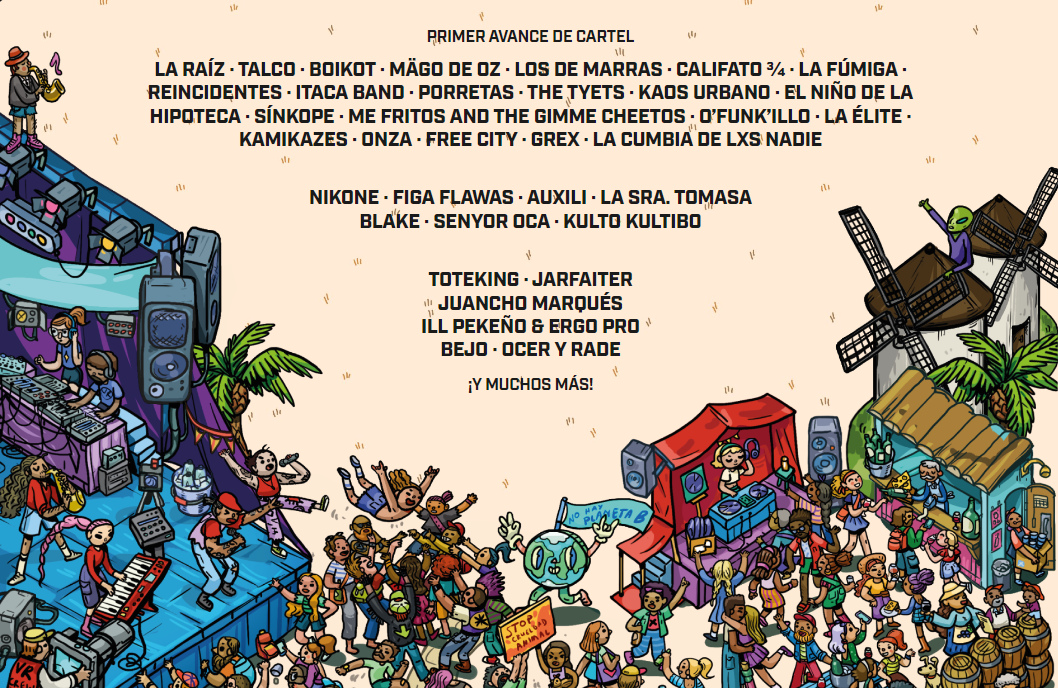 PRIMER AVANCE DE CARTEL
LA RAÍZ · TALCO · BOIKOT · MÄGO DE OZ · LOS DE MARRAS · CALIFATO ¾ · LA FÚMIGA ·
REINCIDENTES · ITACA BAND · PORRETAS · THE TYETS · KAOS URBANO · EL NIÑO DE LA
HIPOTECA · SÍNKOPE · ME FRITOS AND THE GIMME CHEETOS · O'FUNK'ILLO · LA ÉLITE ·
KAMIKAZES · ONZA · FREE CITY · GREX · LA CUMBIA DE LXS NADIE
NIKONE · FIGA FLAWAS · AUXILI · LA SRA. TOMASA
BLAKE · SENYOR OCA · KULTO KULTIBO
TOTEKING · JARFAITER
JUANCHO MARQUÉS
ILL PEKEÑO & ERGO PRO
BEJO · OCER Y RADE
¡Y MUCHOS MÁS!
NO HAY
PLANETA B